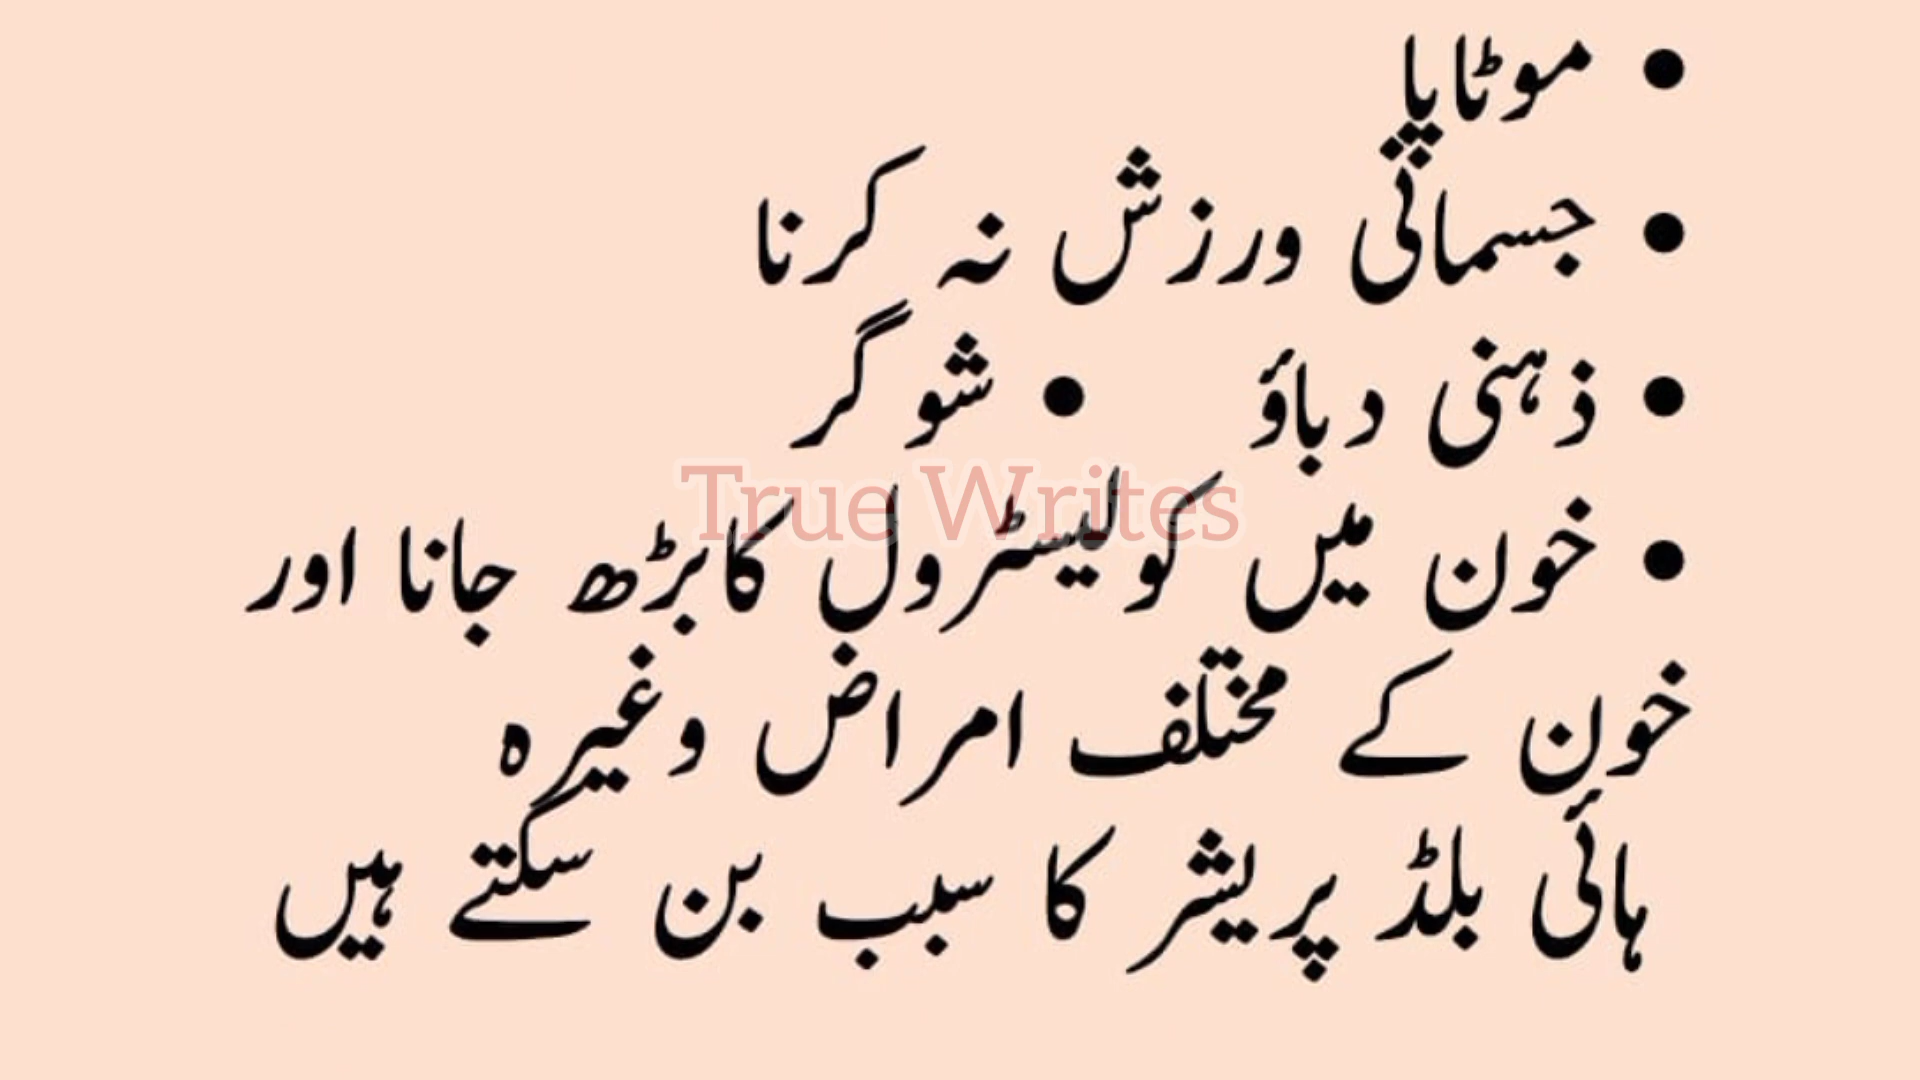 • موٹاپا
• جسمانی ورزش نہ کرنا
• ذہنی دباؤ • شوگر
True Writes
• خون میں کولیسٹرول کا بڑھ جانا اور
خون کے مختلف امراض وغیرہ
ہائی بلڈ پریشر کا سبب بن سکتے ہیں